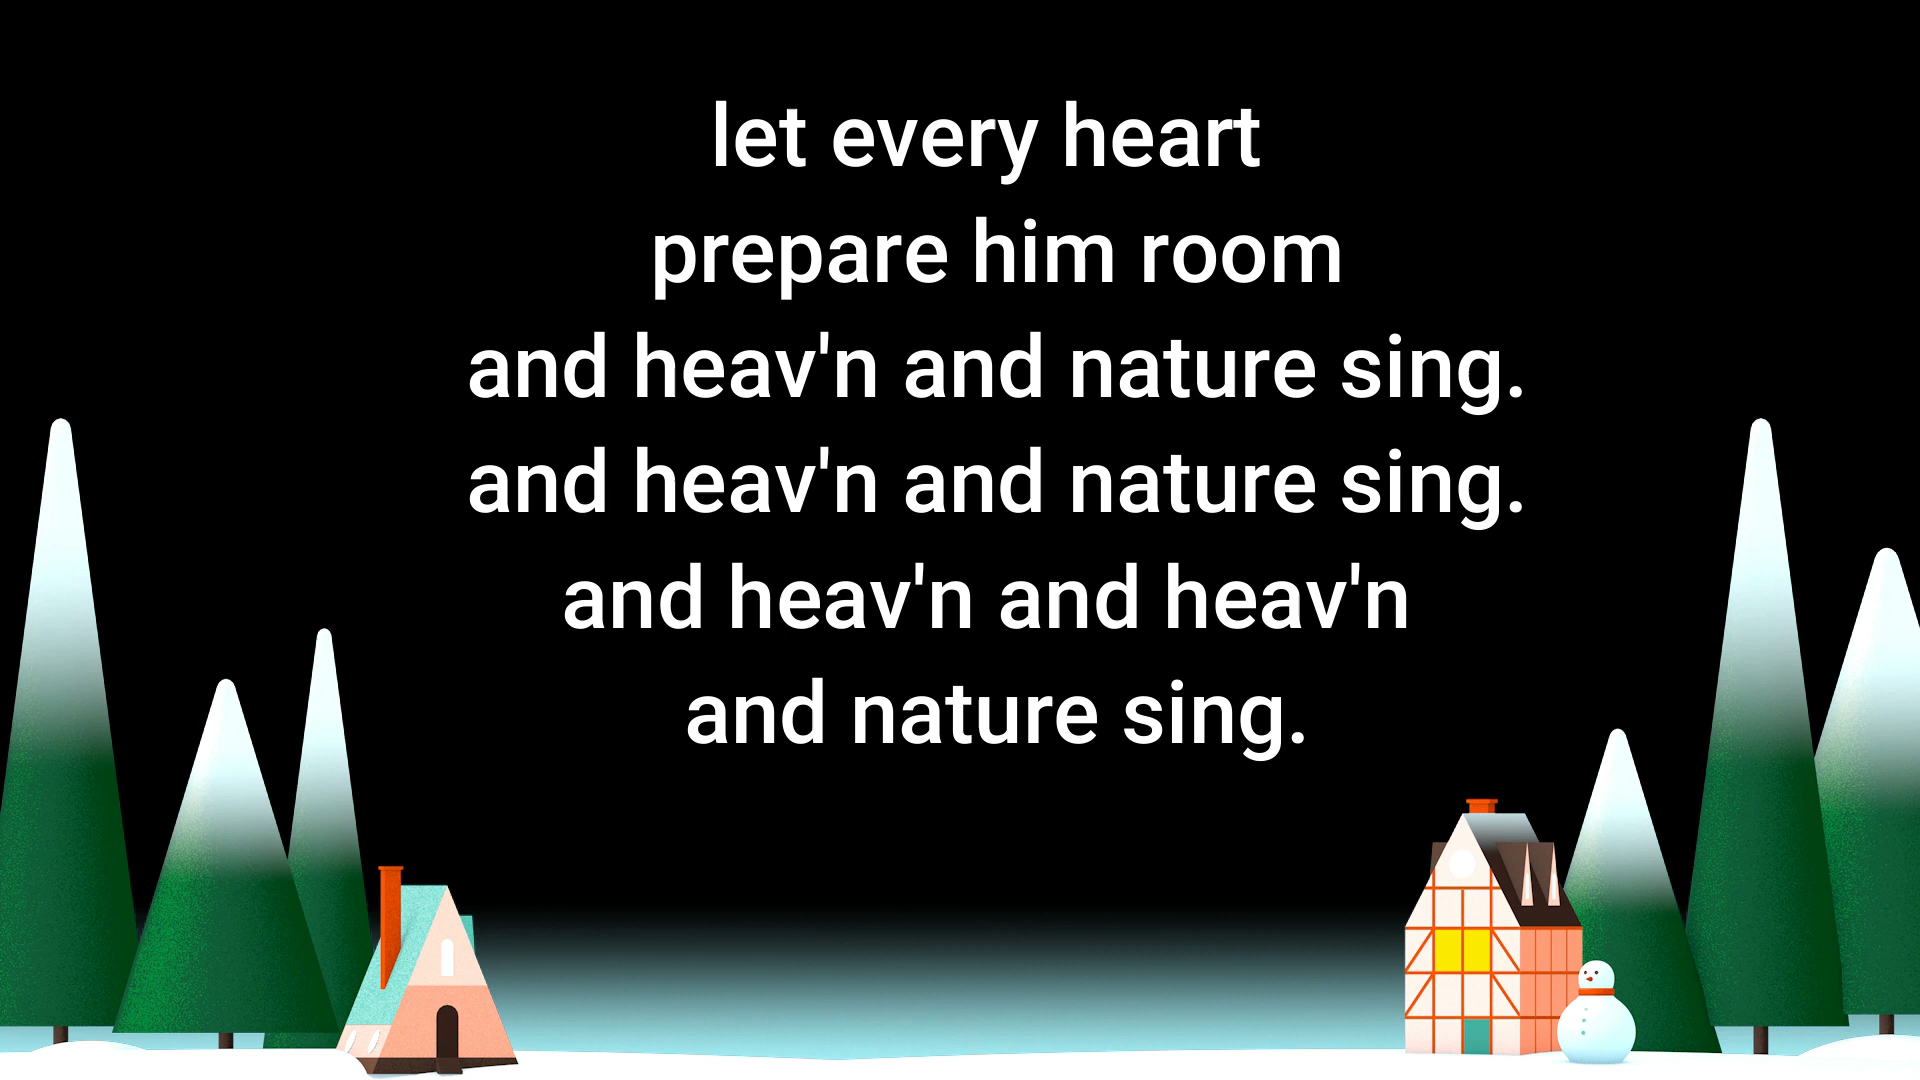 let every heart
prepare him room
and heav'n and nature sing.
and heav'n and nature sing.
and heav'n and heav'n
and nature sing.